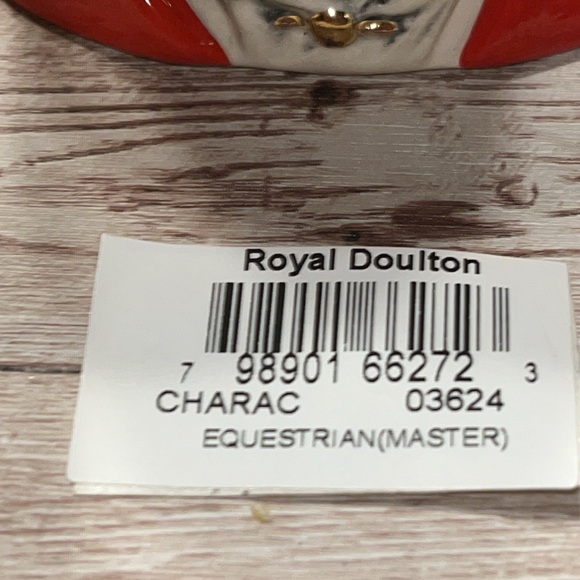 Royal Doulton
7 98901 66272 3
CHARAC 03624
EQUESTRIAN(MASTER)